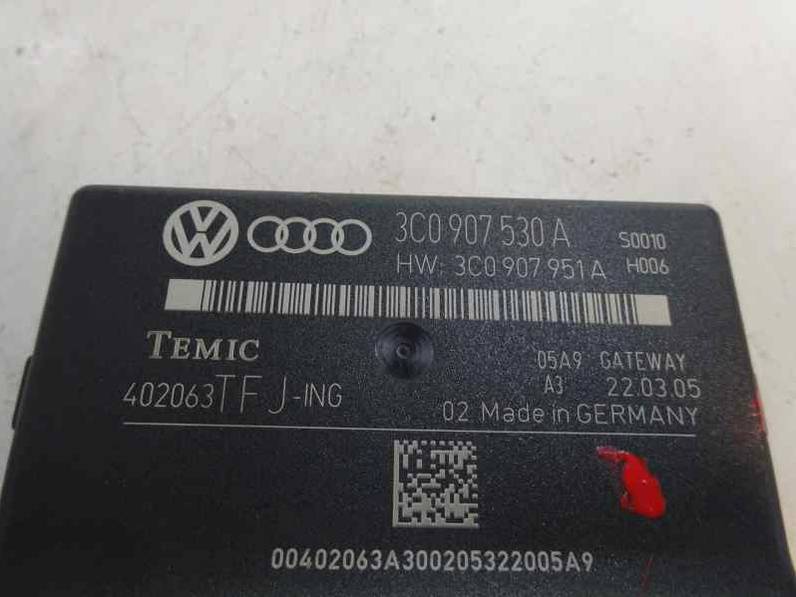 VW
3C0 907 530 A S0010
HW: 3C0 907 951 A H006
TEMIC
05A9 GATEWAY
402063TFJ-ING A3 22.03.05
02 Made in GERMANY
00402063A300205322005A9